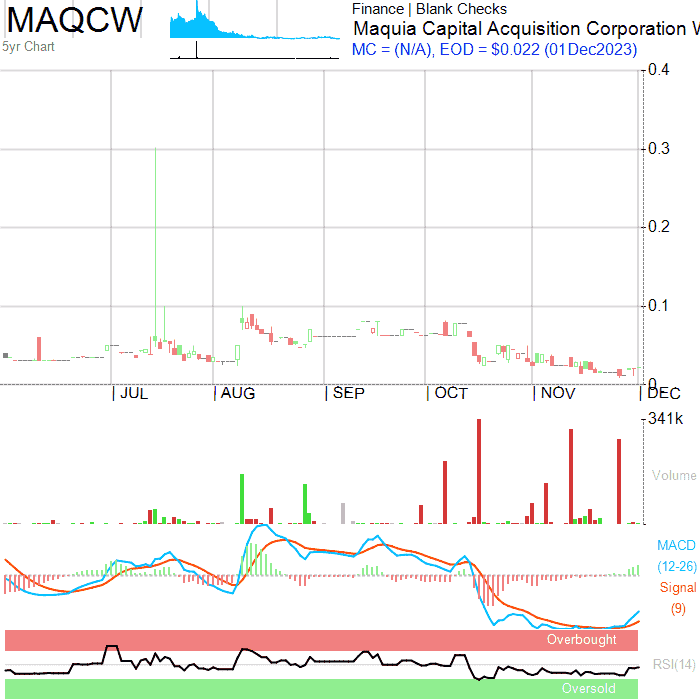 MAQCW
5yr Chart
Finance | Blank Checks
Maquia Capital Acquisition Corporation W
MC = (N/A), EOD = $0.022 (01Dec2023)
0.4
0.3
0.2
0.1
0
JUL
AUG
SEP
OCT
NOV
DEC
341k
Volume
MACD
(12-26)
Signal
(9)
Overbought
RSI(14)
Oversold